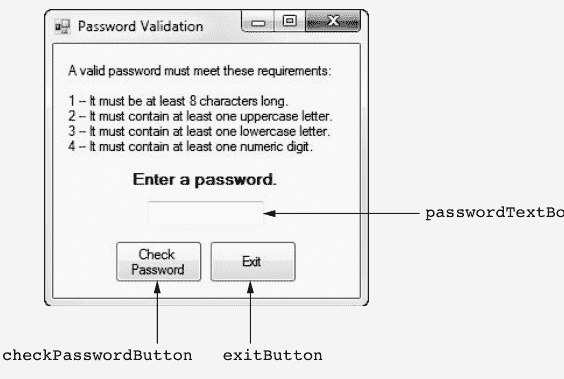 Password Validation
A valid password must meet these requirements:
1 – It must be at least 8 characters long.
2 – It must contain at least one uppercase letter.
3 – It must contain at least one lowercase letter.
4 – It must contain at least one numeric digit.
Enter a password.
passwordTextBo
Check
Password
Exit
checkPasswordButton
exitButton